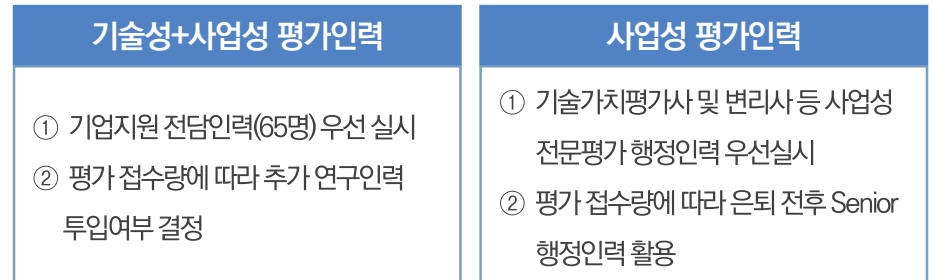 기술성+사업성 평가인력
① 기업지원 전담인력(65명) 우선 실시
② 평가 접수량에 따라 추가 연구인력
투입여부 결정
사업성 평가인력
① 기술가치평가사 및 변리사 등 사업성
전문평가 행정인력 우선실시
② 평가 접수량에 따라 은퇴 전후 Senior
행정인력 활용